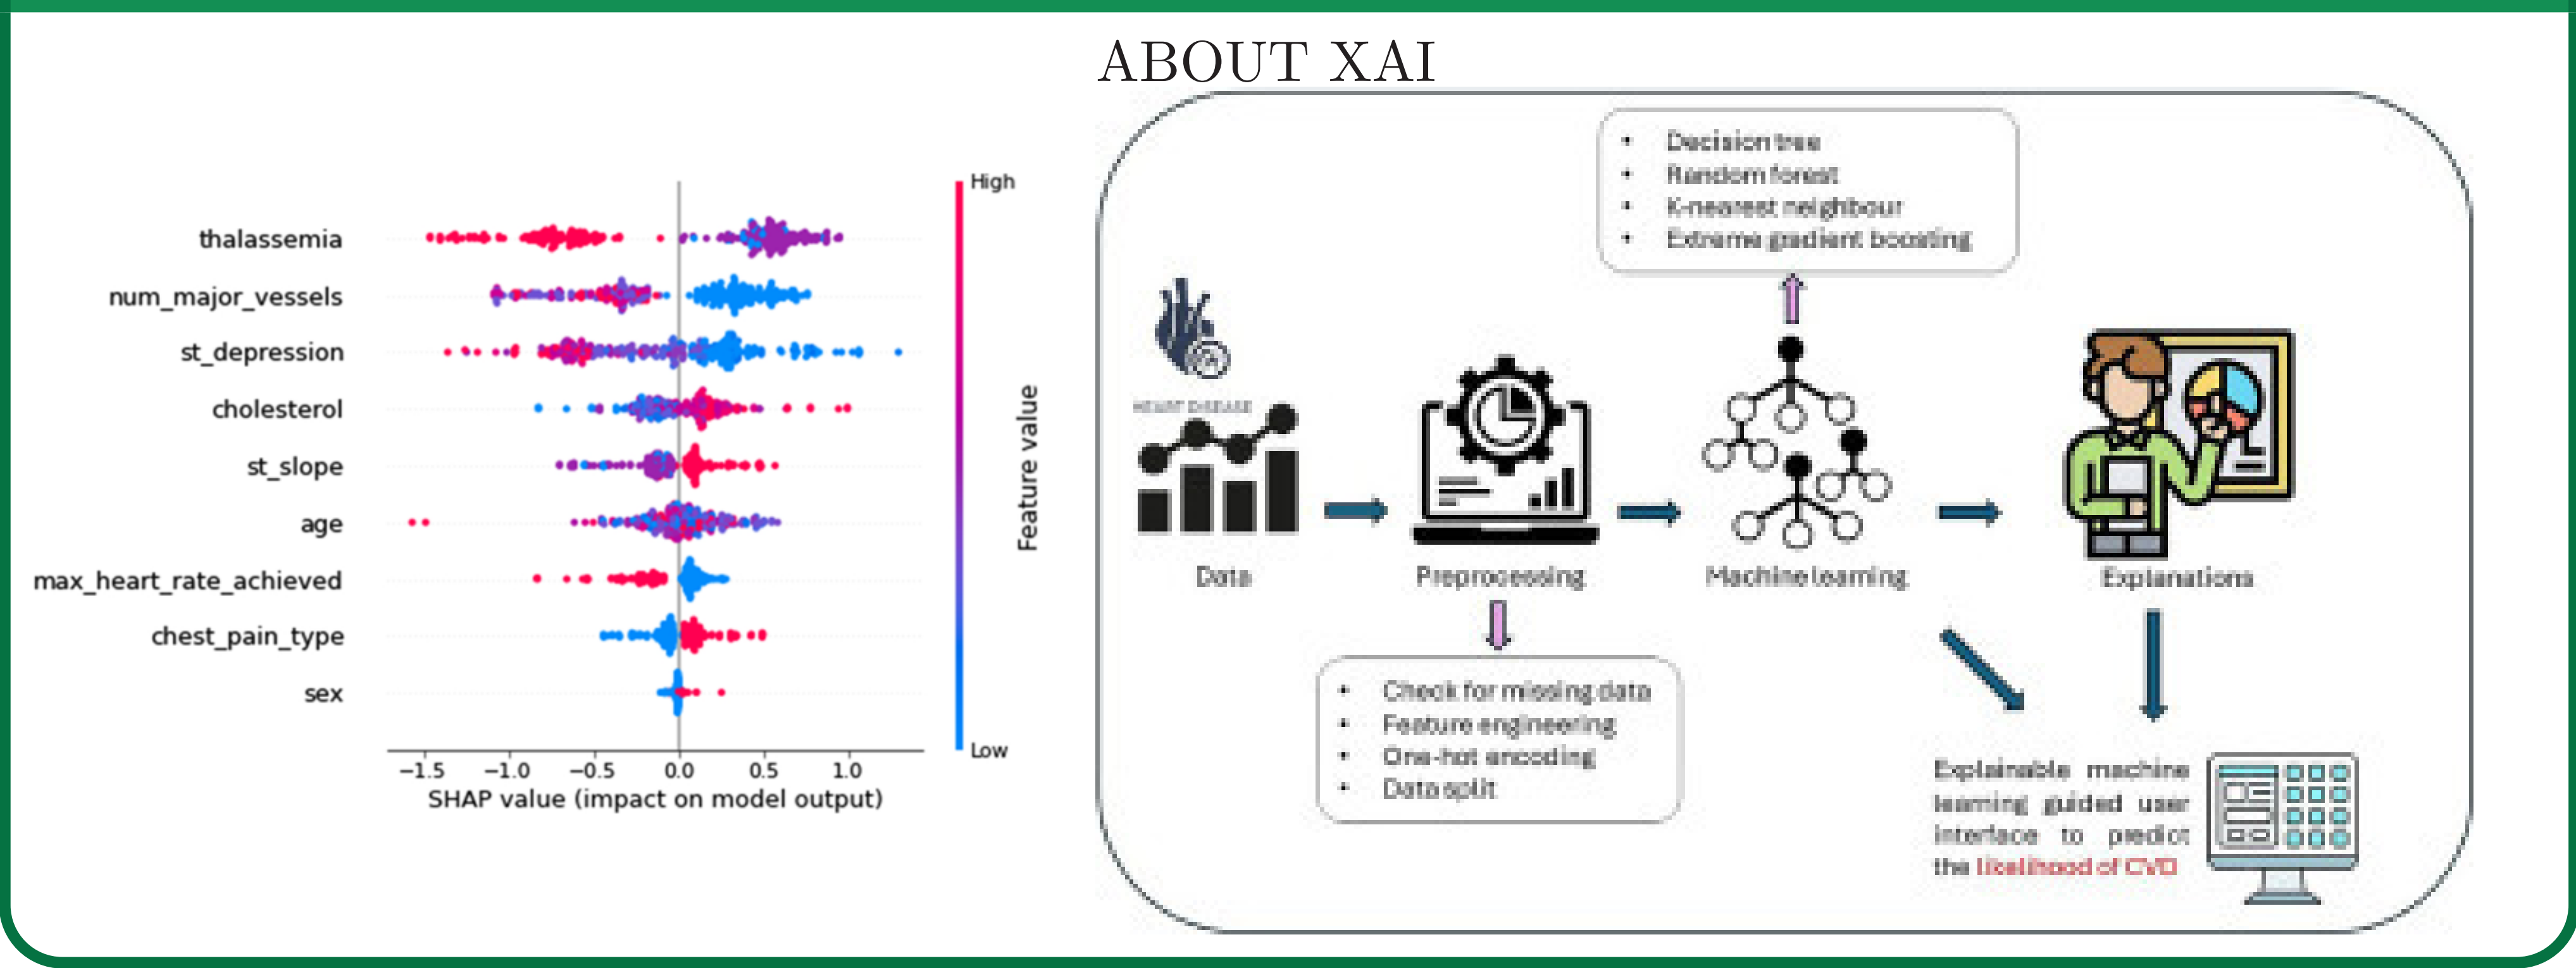 ABOUT XAI
High
thalassemia
num_major_vessels
st_depression
cholesterol
st_slope
age
max_heart_rate_achieved
chest_pain_type
sex
Feature value
Low
−1.5 −1.0 −0.5 0.0 0.5 1.0
SHAP value (impact on model output)
• Decision tree
• Random forest
• K-nearest neighbour
• Extreme gradient boosting
HEART DISEASE
Data
Preprocessing
Machine learning
Explanations
• Check for missing data
• Feature engineering
• One-hot encoding
• Data split
Explainable machine
learning guided user
interface to predict
the likelihood of CVD